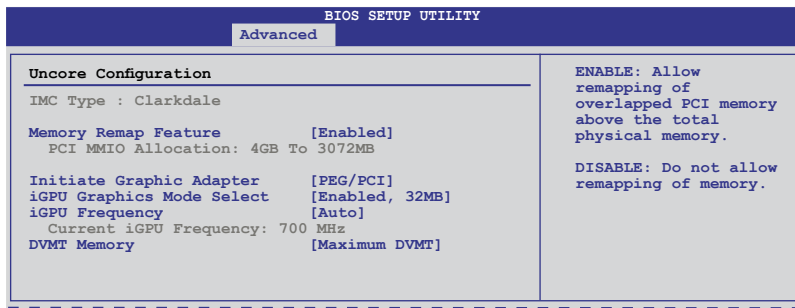 BIOS SETUP UTILITY
Advanced
Uncore Configuration
IMC Type : Clarkdale
Memory Remap Feature [Enabled]
PCI MMIO Allocation: 4GB To 3072MB
Initiate Graphic Adapter [PEG/PCI]
iGPU Graphics Mode Select [Enabled, 32MB]
iGPU Frequency [Auto]
Current iGPU Frequency: 700 MHz
DVMT Memory [Maximum DVMT]
ENABLE: Allow
remapping of
overlapped PCI memory
above the total
physical memory.
DISABLE: Do not allow
remapping of memory.